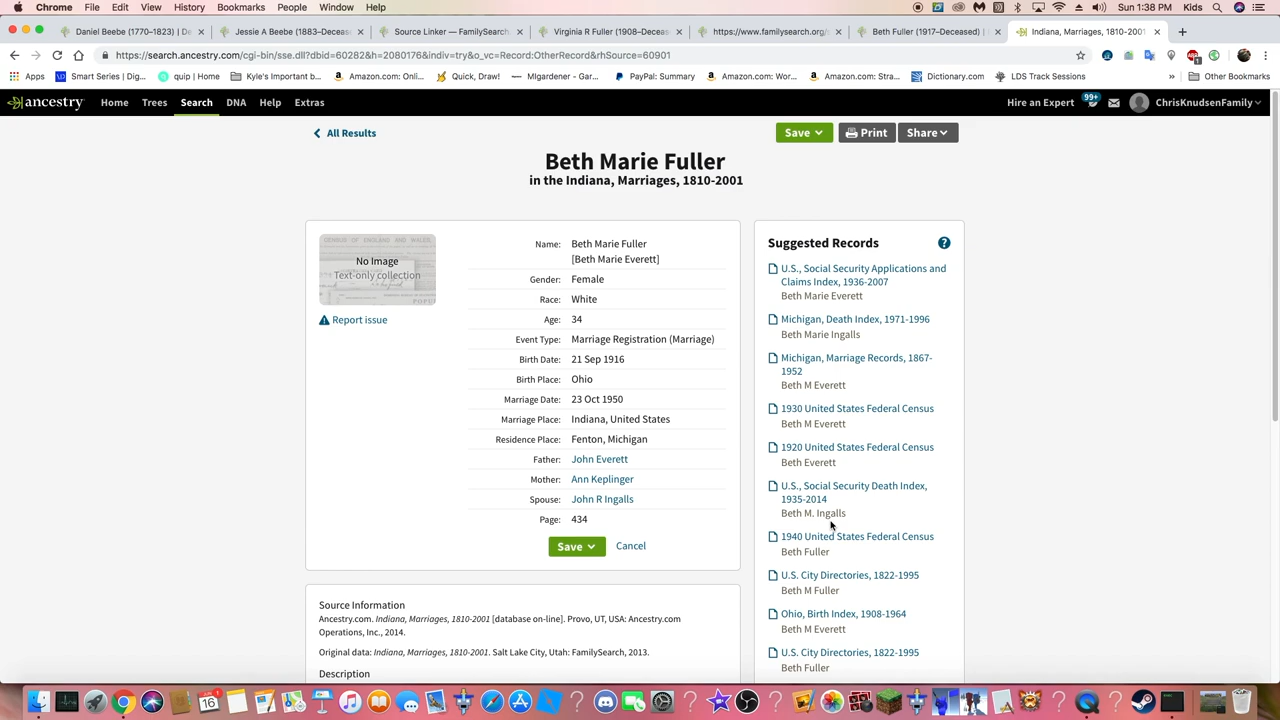 Chrome File Edit View History Bookmarks People Window Help Sun 1:38 PM Kids
Daniel Beebe (1770–1823) | De Jessie A Beebe (1883–Deceas Source Linker — FamilySearch Virginia R Fuller (1908–Deceas https://www.familysearch.org/ Beth Fuller (1917–Deceased) | Indiana, Marriages, 1810-2001
https://search.ancestry.com/cgi-bin/sse.dll?dbid=60282&h=2080176&indiv=try&o_vc=Record:OtherRecord&rhSource=60901
Apps Smart Series | Dig... quip | Home Kyle's Important b... Amazon.com: Onli... Quick, Draw! MIgardener - Gar... PayPal: Summary Amazon.com: Wor... Amazon.com: Stra... Dictionary.com LDS Track Sessions » Other Bookmarks
ancestry Home Trees Search DNA Help Extras Hire an Expert 99+ ChrisKnudsenFamily
All Results
Save Print Share
Beth Marie Fuller
in the Indiana, Marriages, 1810-2001
No Image
Text-only collection
Report issue
Name: Beth Marie Fuller
[Beth Marie Everett]
Gender: Female
Race: White
Age: 34
Event Type: Marriage Registration (Marriage)
Birth Date: 21 Sep 1916
Birth Place: Ohio
Marriage Date: 23 Oct 1950
Marriage Place: Indiana, United States
Residence Place: Fenton, Michigan
Father: John Everett
Mother: Ann Keplinger
Spouse: John R Ingalls
Page: 434
Save Cancel
Source Information
Ancestry.com. Indiana, Marriages, 1810-2001 [database on-line]. Provo, UT, USA: Ancestry.com
Operations, Inc., 2014.
Original data: Indiana, Marriages, 1810-2001. Salt Lake City, Utah: FamilySearch, 2013.
Description
Suggested Records ?
U.S., Social Security Applications and
Claims Index, 1936-2007
Beth Marie Everett
Michigan, Death Index, 1971-1996
Beth Marie Ingalls
Michigan, Marriage Records, 1867-
1952
Beth M Everett
1930 United States Federal Census
Beth M Everett
1920 United States Federal Census
Beth Everett
U.S., Social Security Death Index,
1935-2014
Beth M. Ingalls
1940 United States Federal Census
Beth Fuller
U.S. City Directories, 1822-1995
Beth M Fuller
Ohio, Birth Index, 1908-1964
Beth M Everett
U.S. City Directories, 1822-1995
Beth Fuller